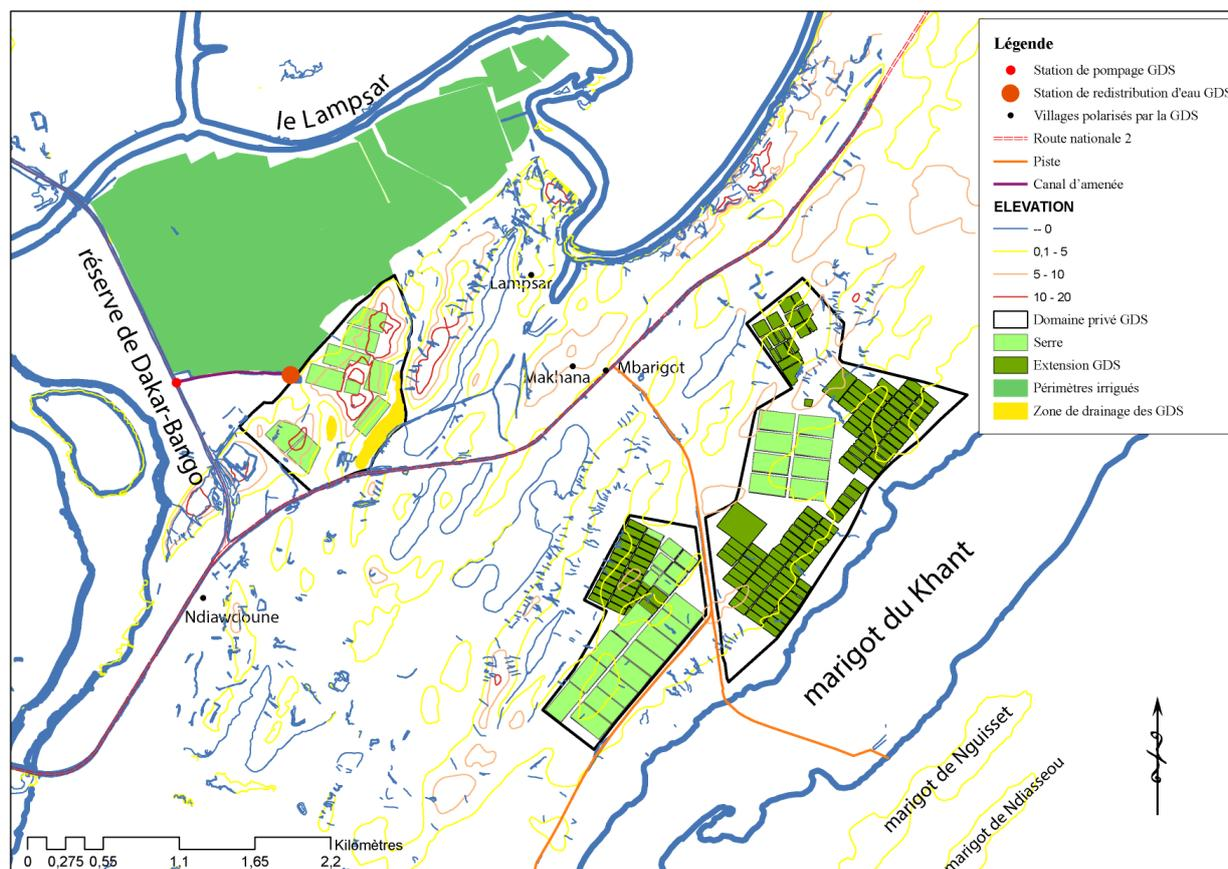 Légende
Station de pompage GDS
Station de redistribution d'eau GDS
Villages polarisés par la GDS
Route nationale 2
Piste
Canal d'amenée
ELEVATION
-- 0
0,1 - 5
5 - 10
10 - 20
Domaine privé GDS
Serre
Extension GDS
Périmètres irrigués
Zone de drainage des GDS
le Lampsar
réserve de Dakar-Bango
Lampsar
Makhana
Mbarigot
Ndiawdoune
marigot du Khant
marigot de Nguisset
marigot de Ndiasseou
Kilomètres
0 0,275 0,55 1,1 1,65 2,2